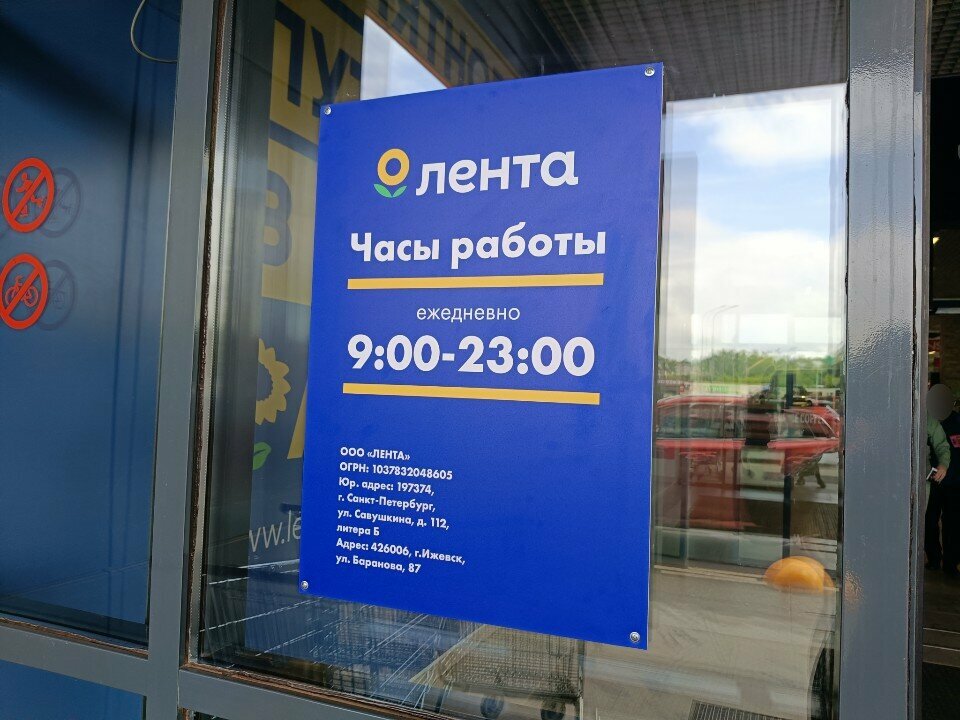 лента
Часы работы
ежедневно
9:00-23:00
ООО «ЛЕНТА»
ОГРН: 1037832048605
Юр. адрес: 197374,
г. Санкт-Петербург,
ул. Савушкина, д. 112,
литера Б
Адрес: 426006, г.Ижевск,
ул. Баранова, 87